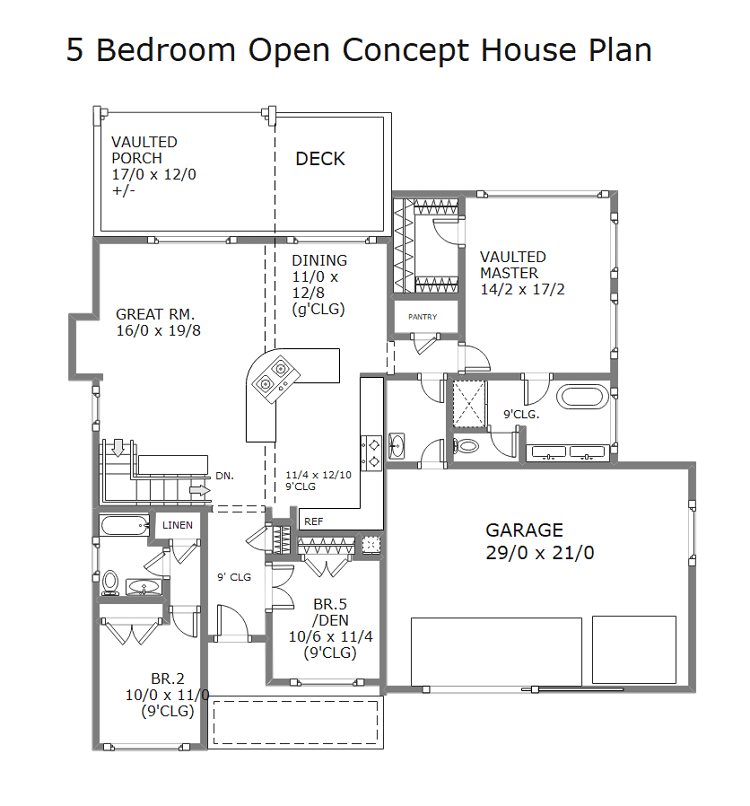 5 Bedroom Open Concept House Plan
VAULTED
PORCH
17/0 x 12/0
+/-
DECK
DINING
11/0 x
12/8
(g'CLG)
VAULTED
MASTER
14/2 x 17/2
GREAT RM.
16/0 x 19/8
PANTRY
9'CLG.
DN.
11/4 x 12/10
9'CLG
REF
LINEN
GARAGE
29/0 x 21/0
9' CLG
BR.5
/DEN
10/6 x 11/4
(9'CLG)
BR.2
10/0 x 11/0
(9'CLG)